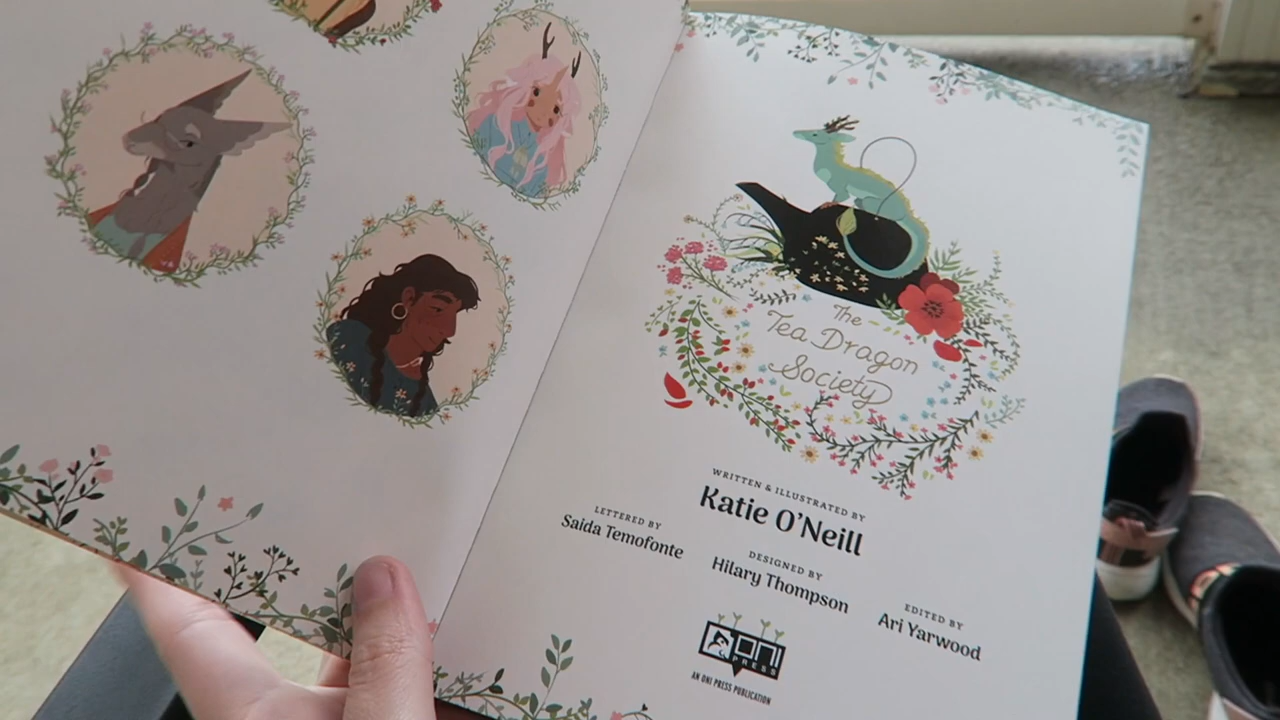 The
Tea Dragon
Society
WRITTEN & ILLUSTRATED BY
Katie O'Neill
LETTERED BY
Saida Temofonte
DESIGNED BY
Hilary Thompson
EDITED BY
Ari Yarwood
ONI
PRESS
AN ONI PRESS PUBLICATION